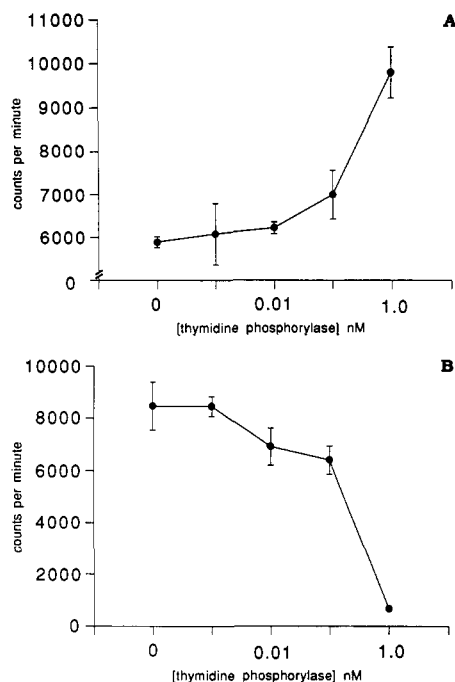 A
11000
10000
9000
8000
7000
6000
0
counts per minute
0 0.01 1.0
[thymidine phosphorylase] nM
B
10000
8000
6000
4000
2000
0
counts per minute
0 0.01 1.0
[thymidine phosphorylase] nM